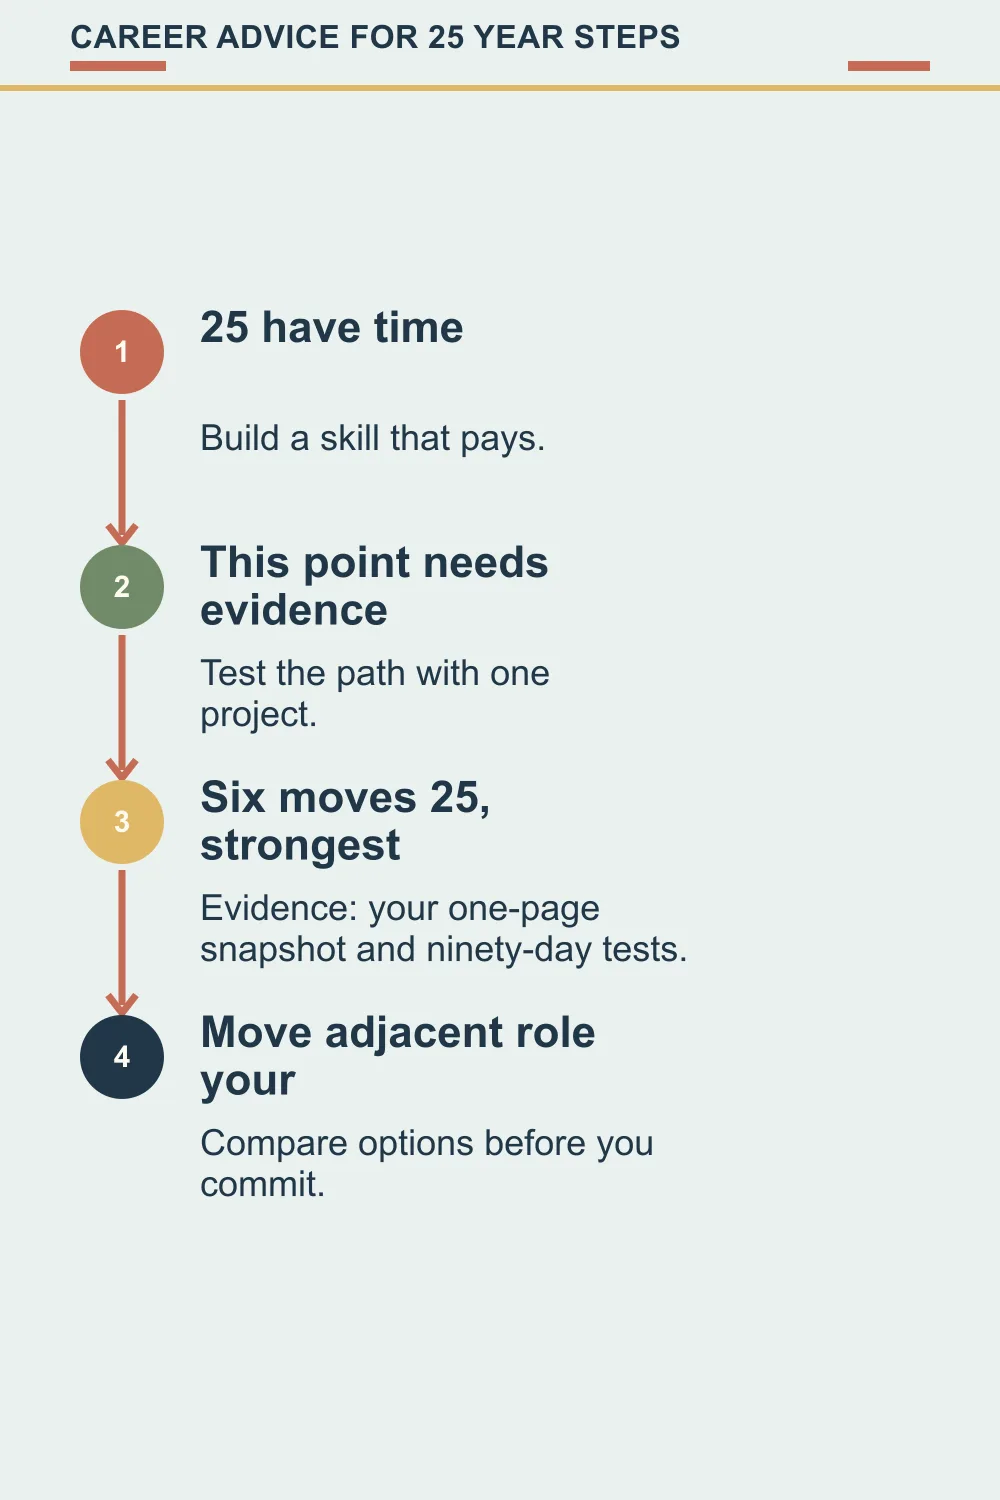 CAREER ADVICE FOR 25 YEAR STEPS
1
25 have time
Build a skill that pays.
2
This point needs
evidence
Test the path with one
project.
3
Six moves 25,
strongest
Evidence: your one-page
snapshot and ninety-day tests.
4
Move adjacent role
your
Compare options before you
commit.